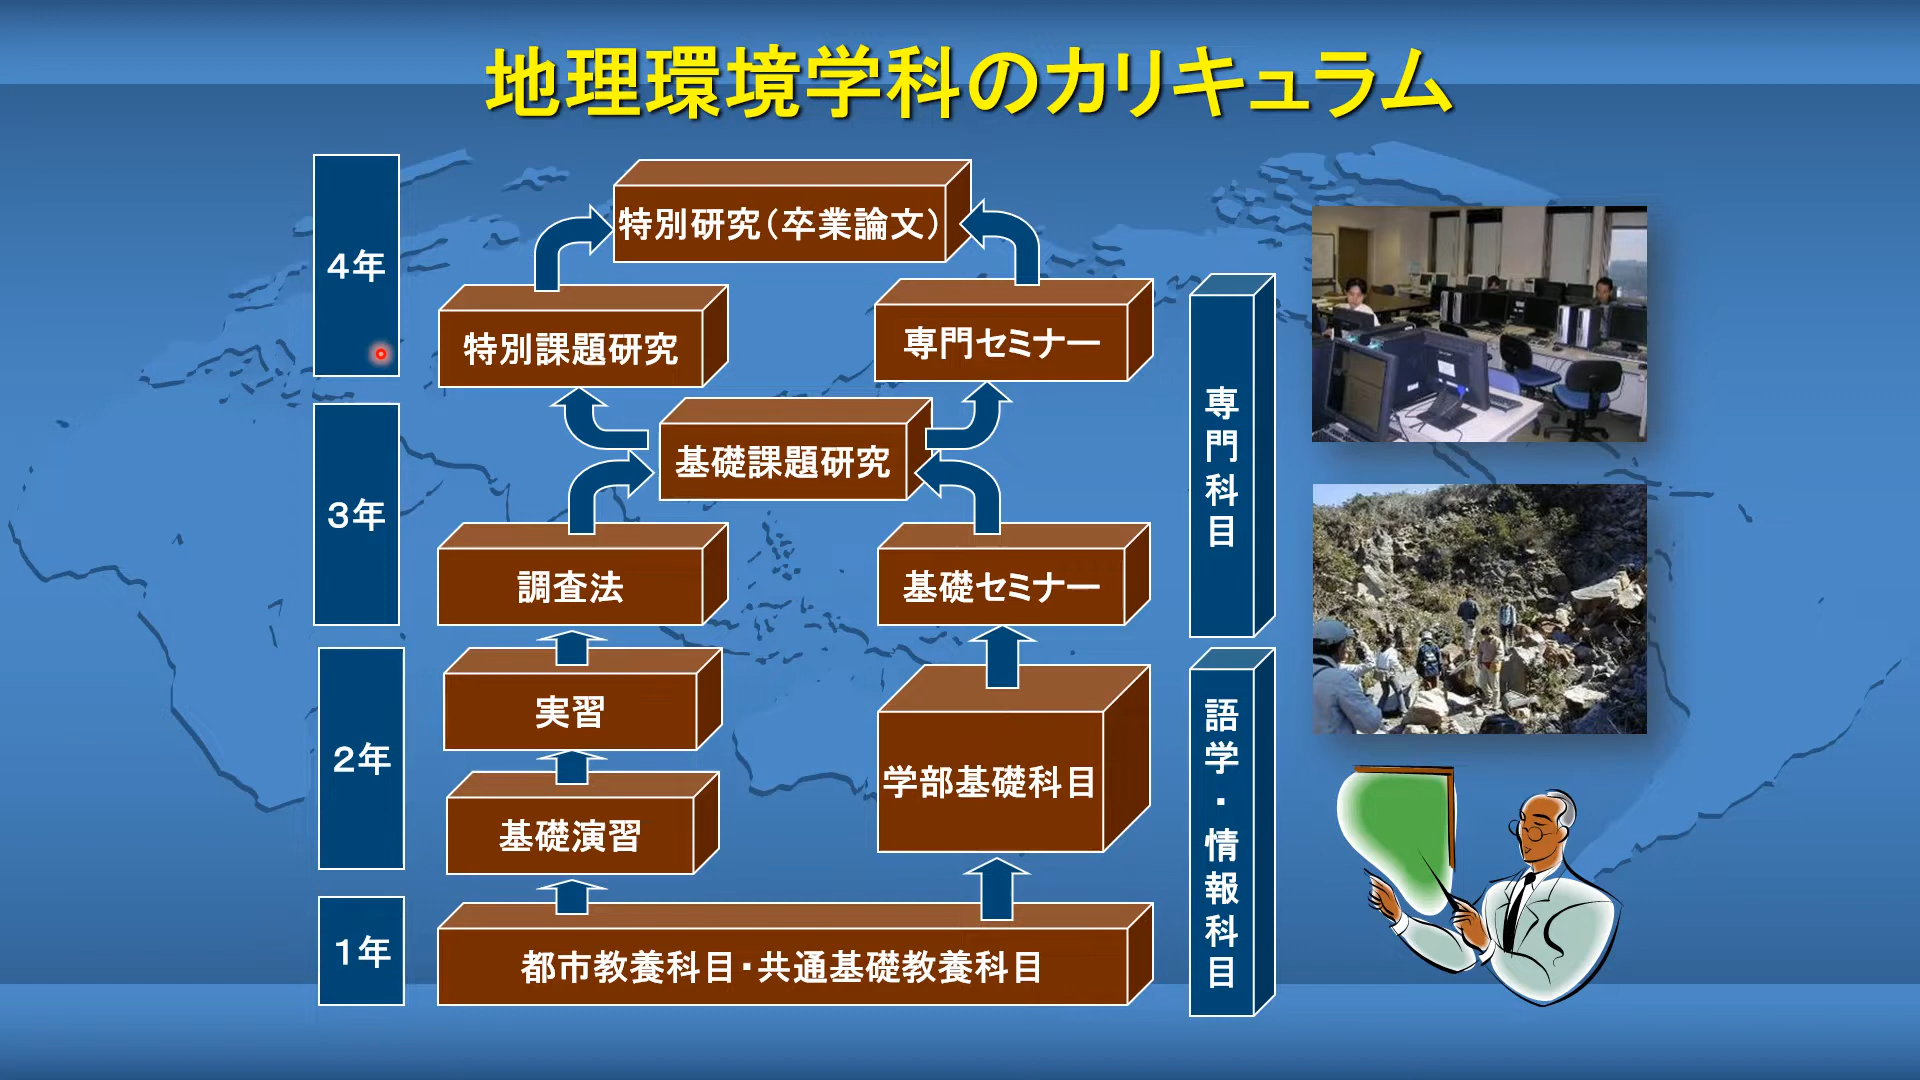 地理環境学科のカリキュラム
4年
特別研究(卒業論文)
特別課題研究
専門セミナー
3年
基礎課題研究
調査法
基礎セミナー
専門科目
2年
実習
基礎演習
学部基礎科目
1年
都市教養科目・共通基礎教養科目
語学・情報科目